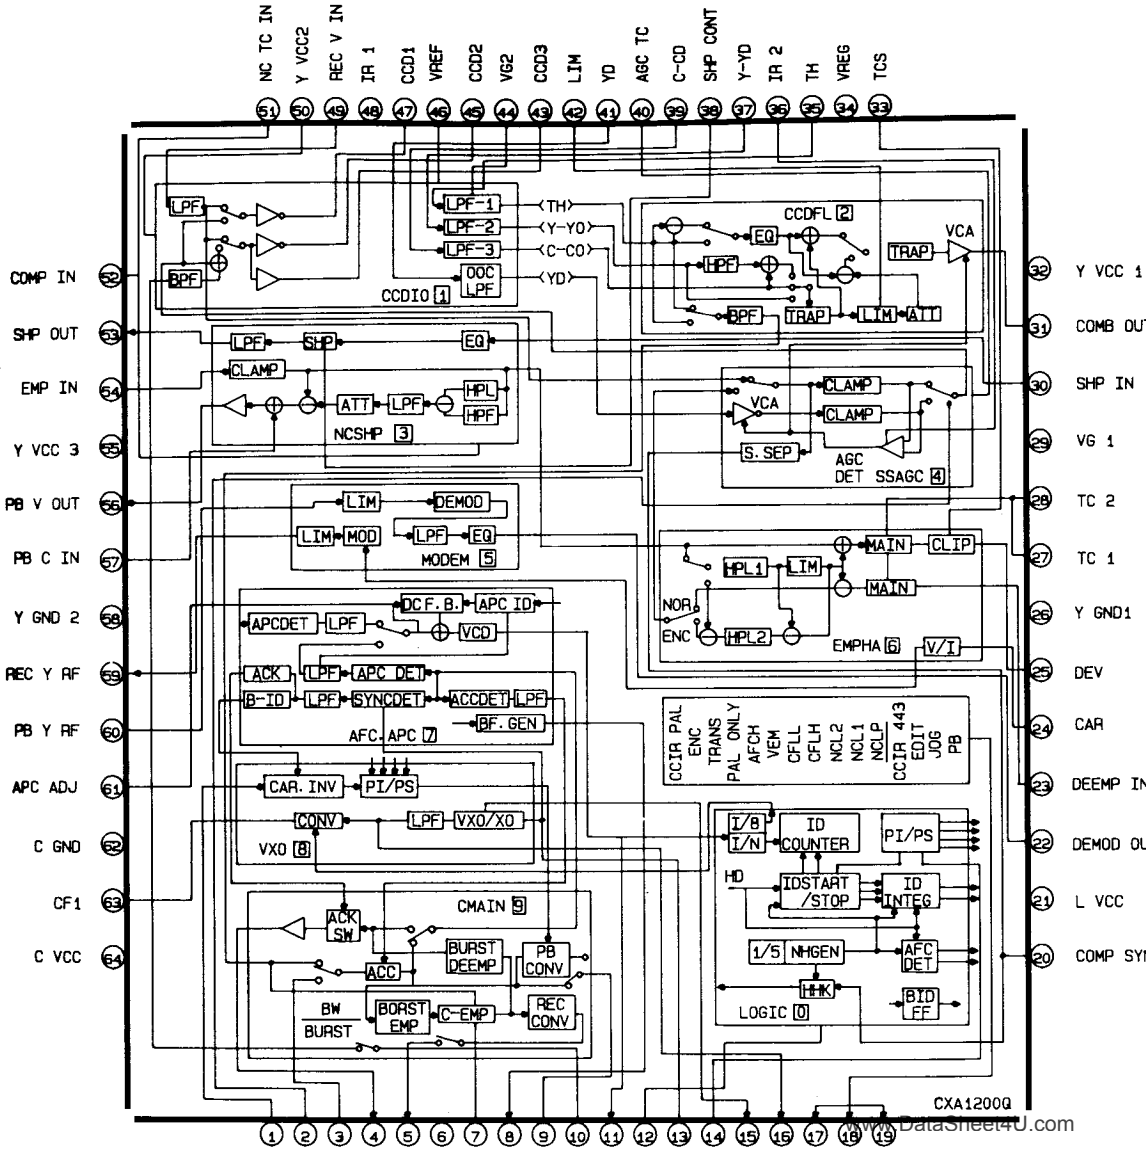 NC TC IN
Y VCC2
REC V IN
IR 1
CCD1
VREF
CCD2
VG2
CCD3
LIM
YD
AGC TC
C-CD
SHP CONT
Y-YD
IR 2
TH
VREG
TCS
51 50 49 48 47 46 45 44 43 42 41 40 39 38 37 36 35 34 33
COMP IN 52
SHP OUT 53
EMP IN 54
Y VCC 3 55
PB V OUT 56
PB C IN 57
Y GND 2 58
REC Y RF 59
PB Y RF 60
APC ADJ 61
C GND 62
CF1 63
C VCC 64
LPF
BPF
LPF-1
LPF-2
LPF-3
DOC LPF
CCDIO 1
<TH>
<Y-YO>
<C-CO>
<YD>
CCDFL 2
EQ
HPF
BPF
TRAP
LIM
ATT
TRAP
VCA
LPF
SHP
EQ
CLAMP
ATT
LPF
HPL
HPF
NCSHP 3
VCA
CLAMP
CLAMP
S.SEP
AGC
DET SSAGC 4
LIM
DEMOD
LIM
MOD
LPF
EQ
MODEM 5
MAIN
CLIP
HPL1
LIM
MAIN
NOR
ENC
HPL2
EMPHA 6
V/I
DC F.B.
APC ID
APCDET
LPF
VCO
ACK
LPF
APC DET
B-ID
LPF
SYNCDET
ACCDET
LPF
BF.GEN
AFC.APC 7
CAR.INV
PI/PS
CONV
LPF
VXO/XO
VXO 8
CCIR PAL
ENC
TRANS
PAL ONLY
AFCH
VEM
CFLL
CFLH
NCL2
NCL1
NCLP
CCIR 443
EDIT
JOG
PB
I/B
I/N
ID COUNTER
PI/PS
HD
IDSTART /STOP
ID INTEG
1/5
NHGEN
AFC DET
HHK
BID FF
LOGIC 0
CMAIN 9
ACK SW
ACC
BURST DEEMP
PB CONV
BW
BURST
BORST EMP
C-EMP
REC CONV
32 Y VCC 1
31 COMB OUT
30 SHP IN
29 VG 1
28 TC 2
27 TC 1
26 Y GND1
25 DEV
24 CAR
23 DEEMP IN
22 DEMOD OU
21 L VCC
20 COMP SYN
CXA1200Q
1 2 3 4 5 6 7 8 9 10 11 12 13 14 15 16 17 18 19
www.DataSheet4U.com